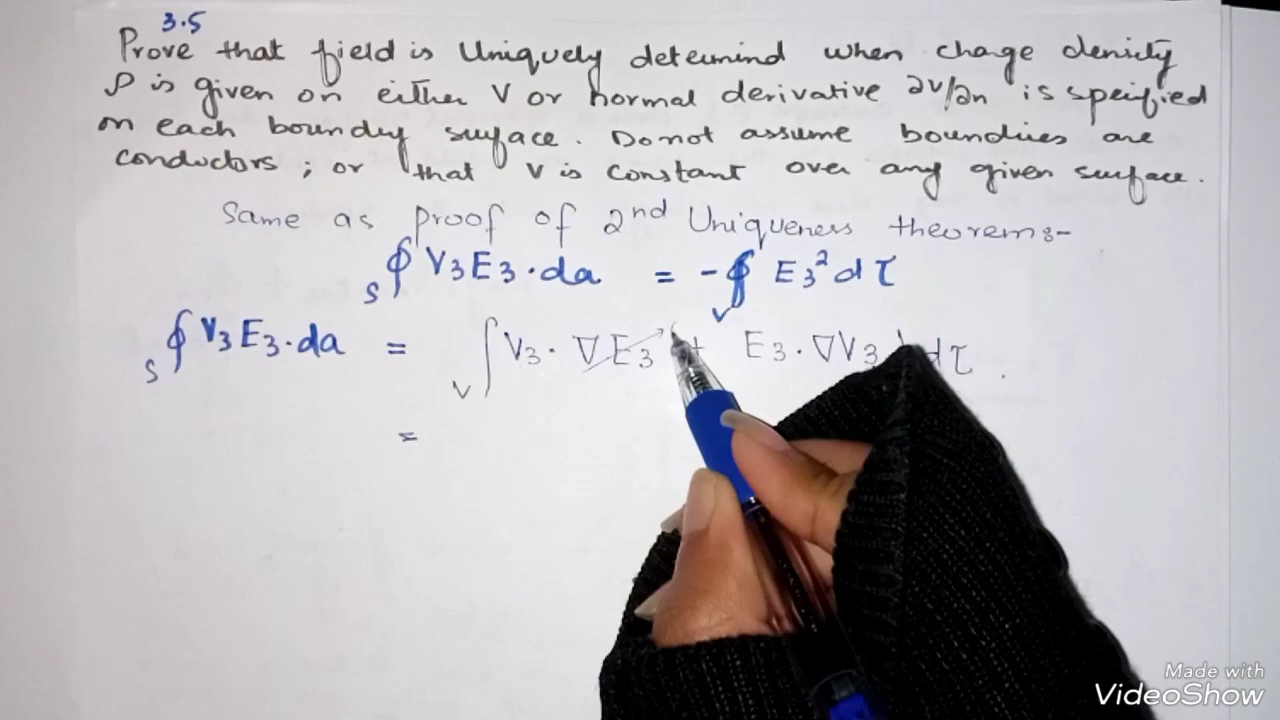 3.5
Prove that field is Uniquely detemind when charge density
ρ is given on either V or normal derivative ∂V/∂n is speified
on each boundry surface. Do not assume boundries are
conductors ; or that V is constant over any given surface.
Same as proof of 2nd Uniqueness theorem:-
S ∮ V3 E3 · da = - ∮V E3² dτ
S ∮ V3 E3 · da = ∫V V3 · ∇E3 + E3 · ∇V3 dτ .
=
Made with
VideoShow